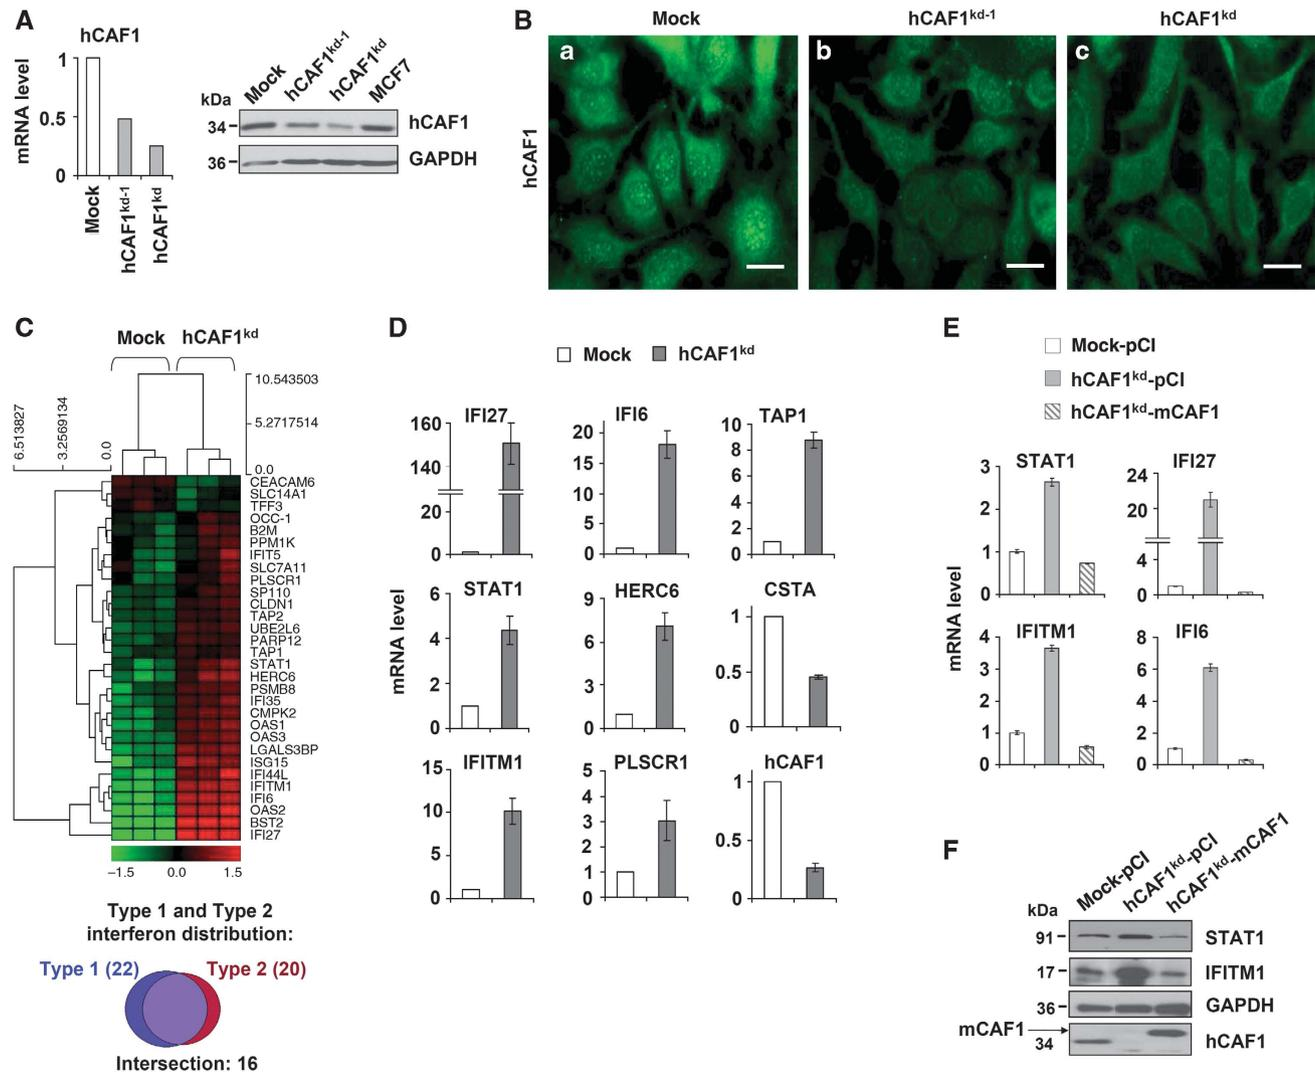 A
hCAF1
mRNA level
1
0.5
0
Mock
hCAF1kd-1
hCAF1kd
Mock
hCAF1kd-1
hCAF1kd
MCF7
kDa
34
hCAF1
36
GAPDH
B
Mock
hCAF1kd-1
hCAF1kd
hCAF1
a
b
c
C
Mock
hCAF1kd
10.543503
5.2717514
0.0
6.513827
3.2569134
0.0
CEACAM6
SLC14A1
TFF3
OCC-1
B2M
PPM1K
IFIT5
SLC7A11
PLSCR1
SP110
CLDN1
TAP2
UBE2L6
PARP12
TAP1
STAT1
HERC6
PSMB8
IFI35
CMPK2
OAS1
OAS3
LGALS3BP
ISG15
IFI44L
IFITM1
IFI6
OAS2
BST2
IFI27
−1.5 0.0 1.5
Type 1 and Type 2
interferon distribution:
Type 1 (22)
Type 2 (20)
Intersection: 16
D
Mock
hCAF1kd
mRNA level
IFI27
160
140
20
0
IFI6
20
15
10
5
0
TAP1
10
8
6
4
2
0
STAT1
6
4
2
0
HERC6
9
6
3
0
CSTA
1
0.5
0
IFITM1
15
10
5
0
PLSCR1
5
4
3
2
1
0
hCAF1
1
0.5
0
E
Mock-pCI
hCAF1kd-pCI
hCAF1kd-mCAF1
mRNA level
STAT1
3
2
1
0
IFI27
24
20
4
0
IFITM1
4
3
2
1
0
IFI6
8
6
4
2
0
F
Mock-pCI
hCAF1kd-pCI
hCAF1kd-mCAF1
kDa
91
STAT1
17
IFITM1
36
GAPDH
mCAF1
34
hCAF1